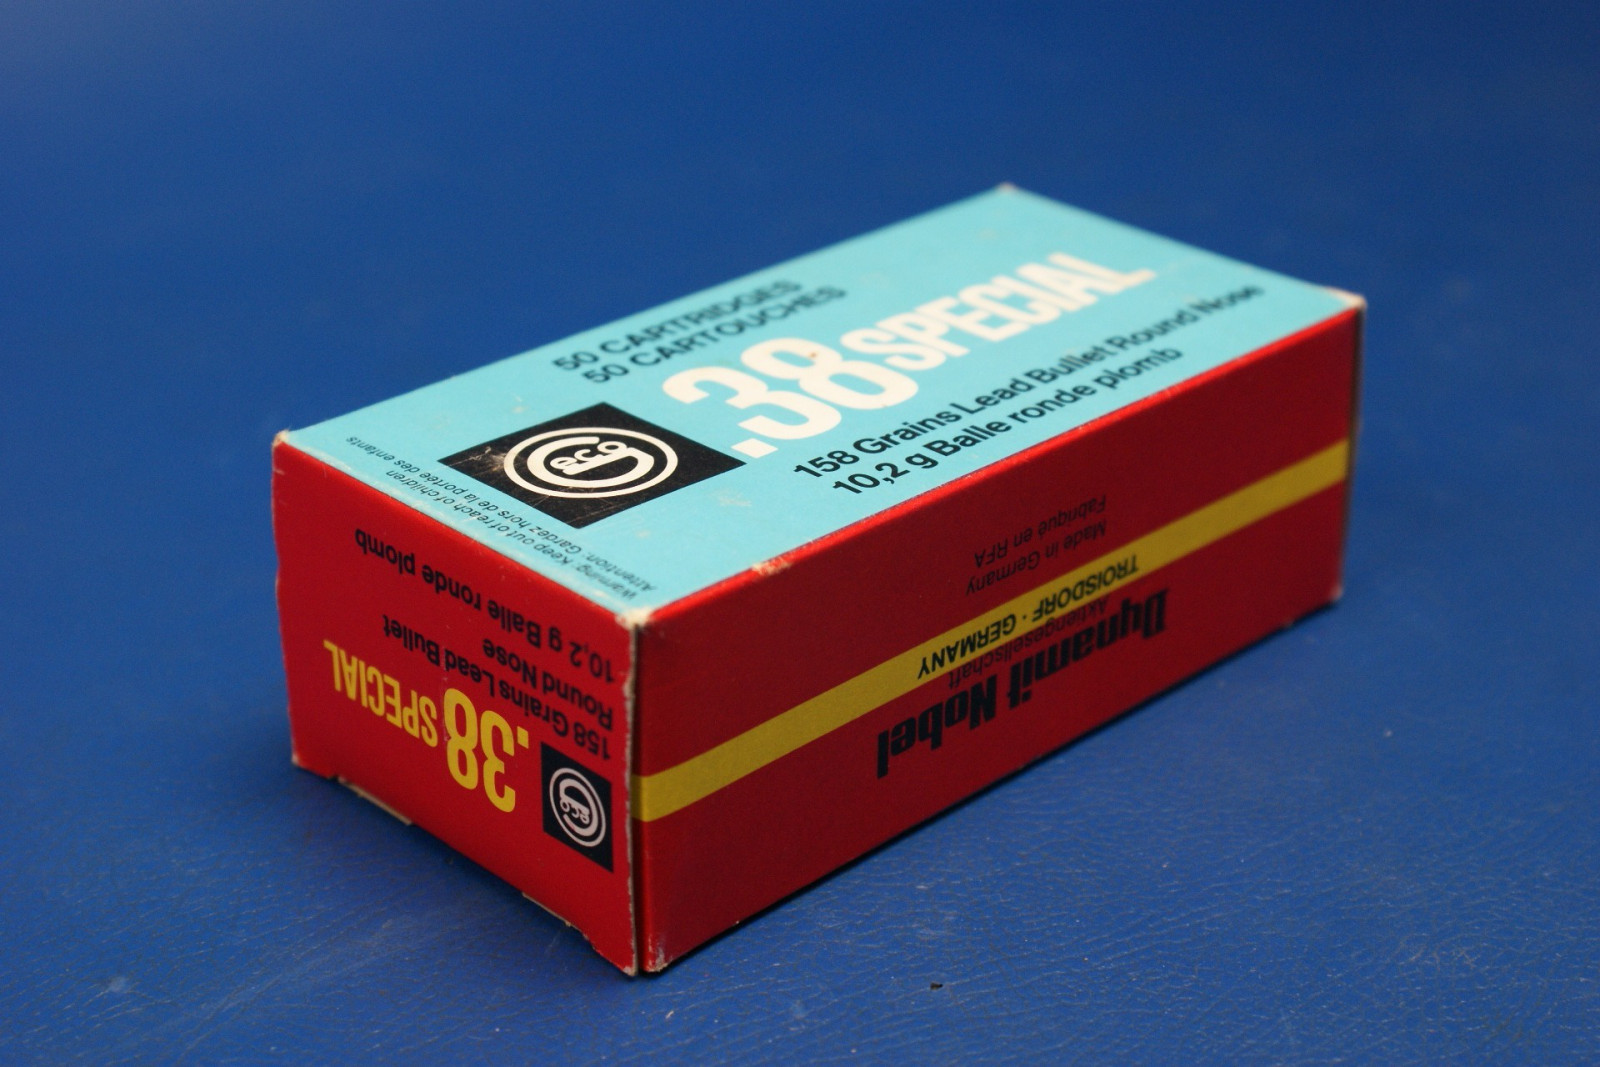 50 CARTRIDGES
50 CARTOUCHES
.38 SPECIAL
158 Grains Lead Bullet Round Nose
10,2 g Balle ronde plomb
Geco
Warning: Keep out of reach of children
Attention: Gardez hors de la portée des enfants
Geco
.38 SPECIAL
158 Grains Lead Bullet
Round Nose
10,2 g Balle ronde plomb
Dynamit Nobel
Aktiengesellschaft
TROISDORF · GERMANY
Made in Germany
Fabriqué en RFA